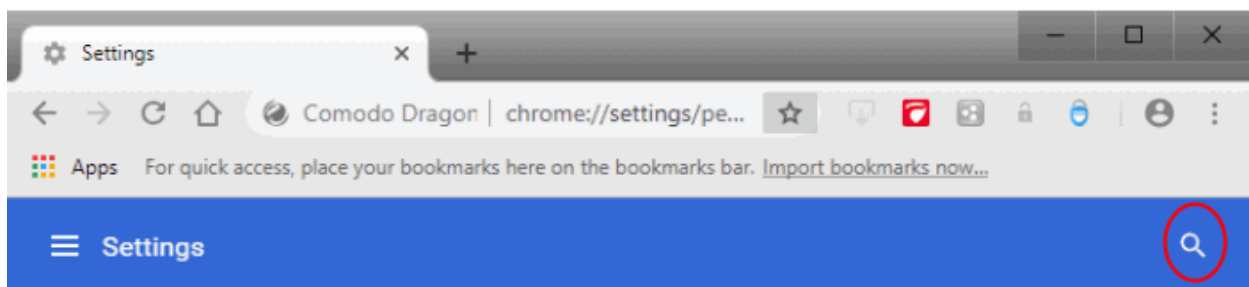 Settings
Comodo Dragon | chrome://settings/pe...
Apps For quick access, place your bookmarks here on the bookmarks bar. Import bookmarks now...
Settings